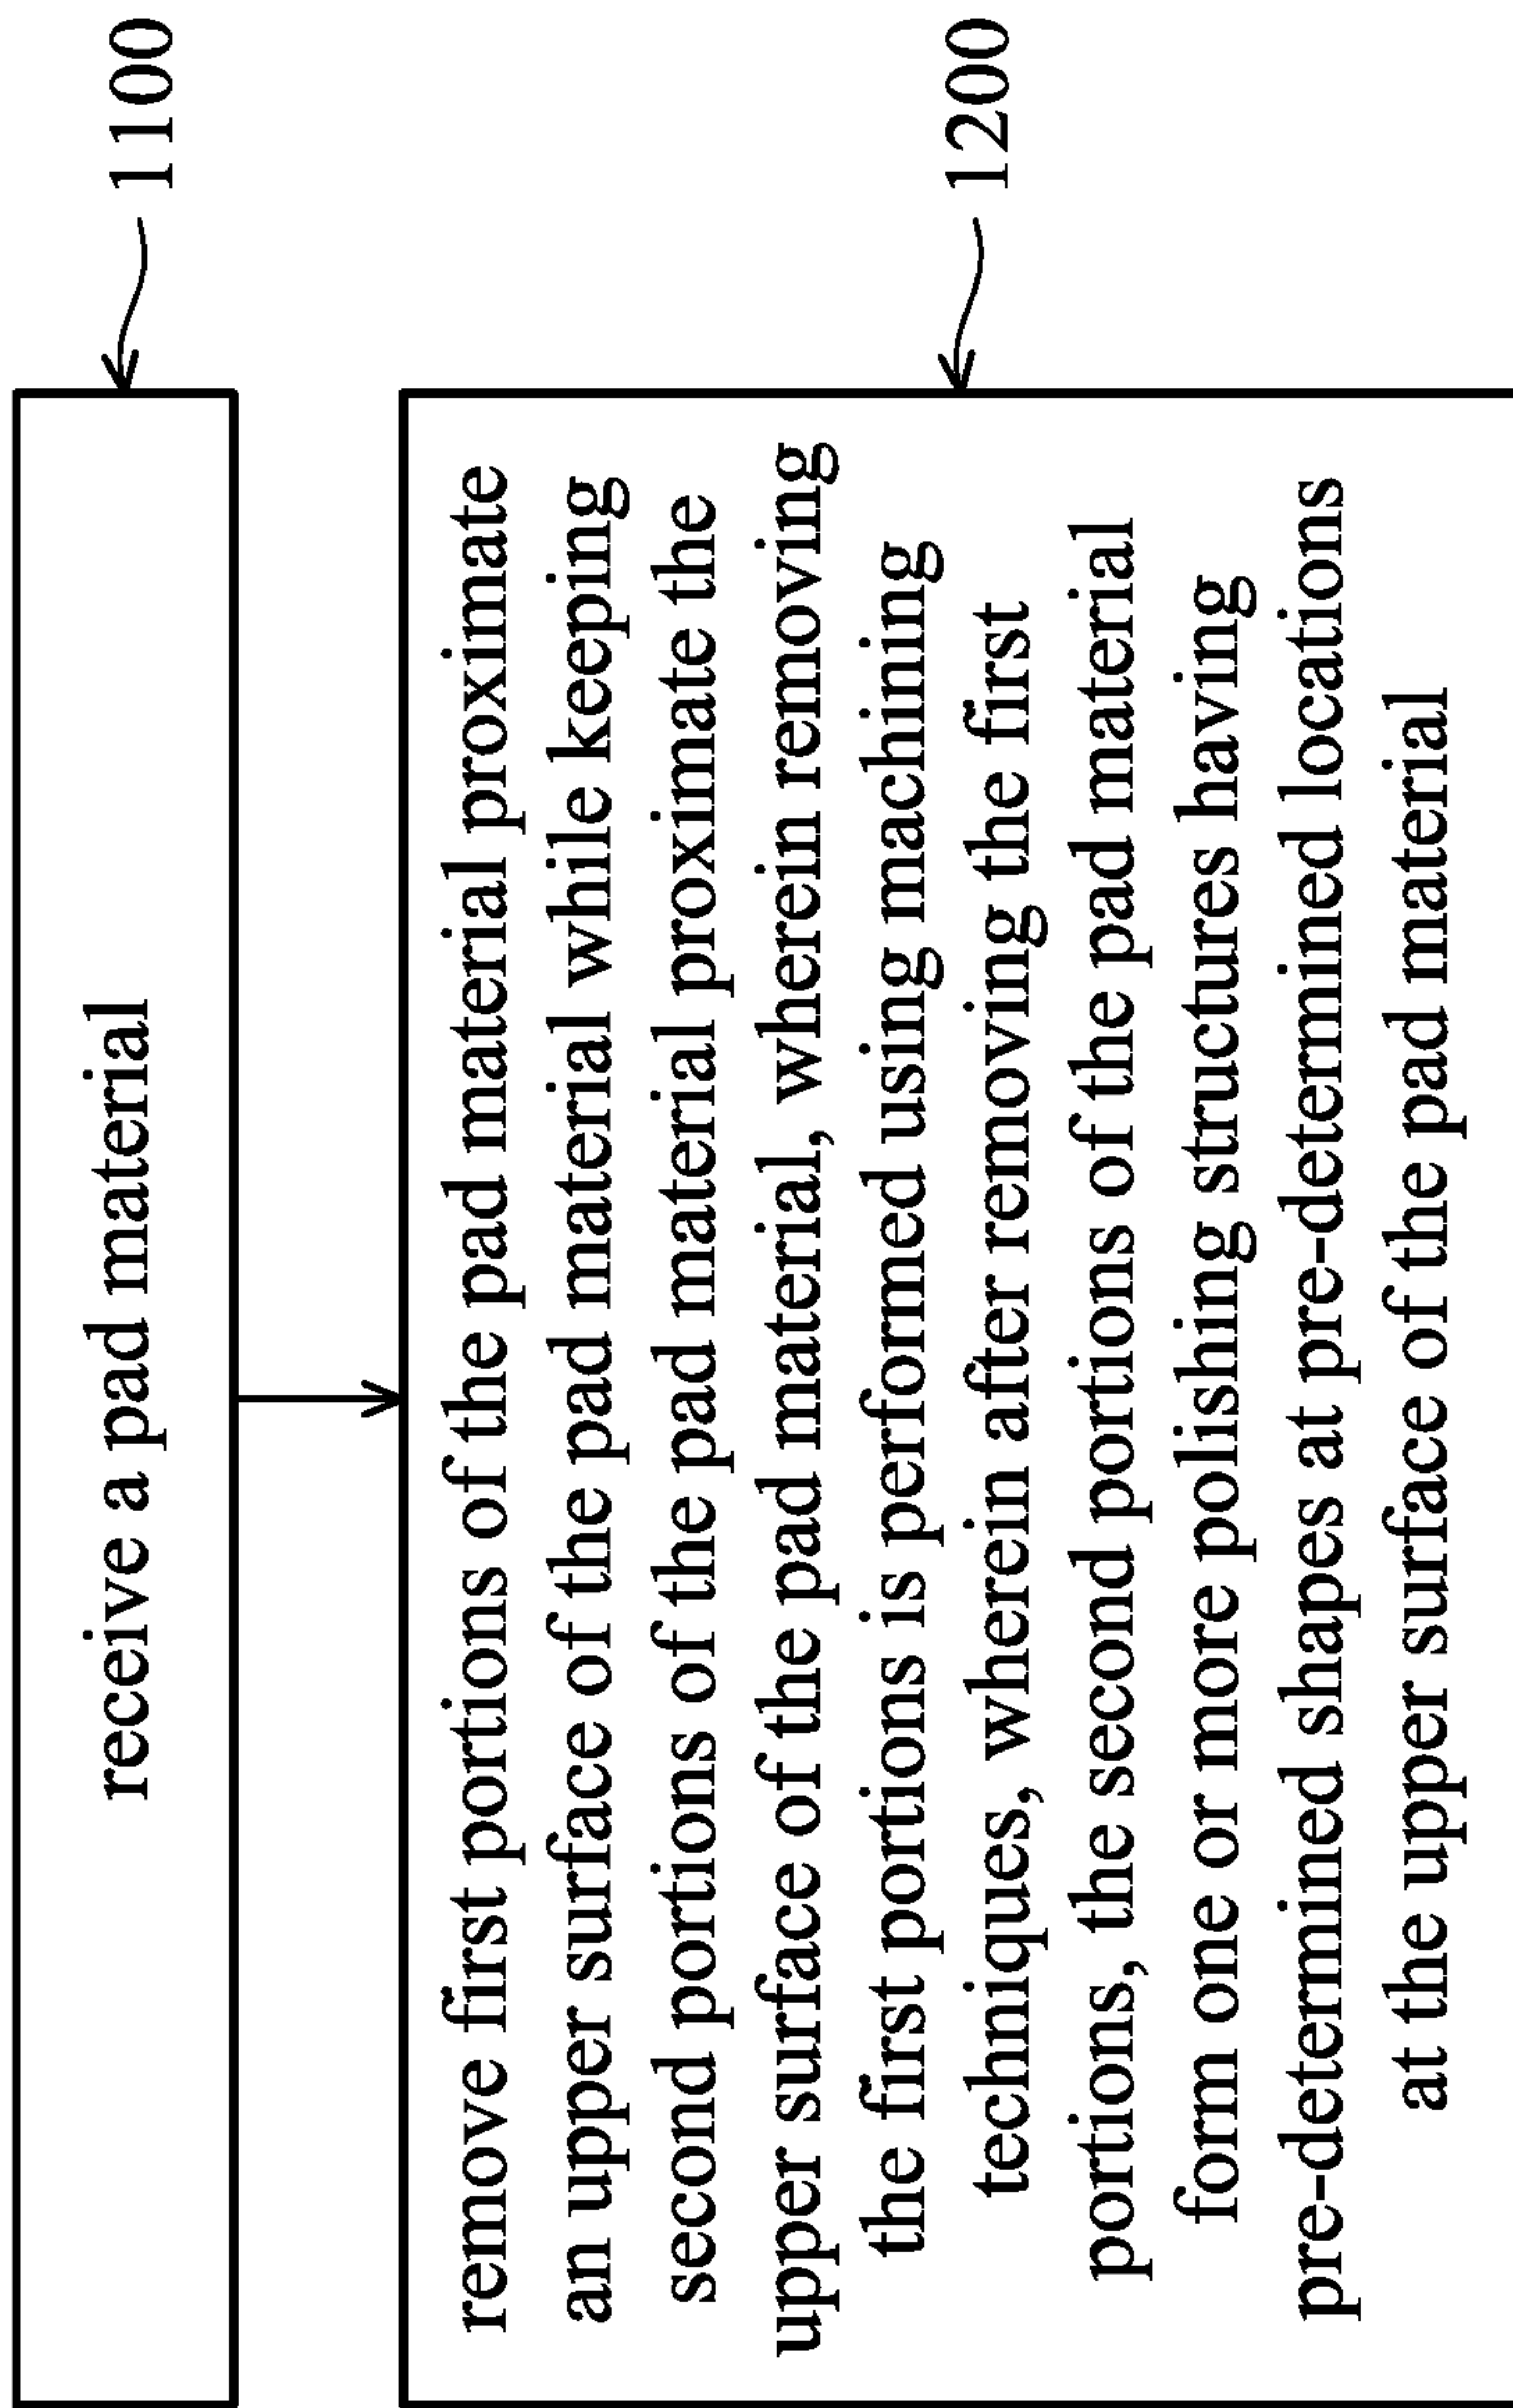 receive a pad material
1100
remove first portions of the pad material proximate
an upper surface of the pad material while keeping
second portions of the pad material proximate the
upper surface of the pad material, wherein removing
the first portions is performed using machining
techniques, wherein after removing the first
portions, the second portions of the pad material
form one or more polishing structures having
pre-determined shapes at pre-determined locations
at the upper surface of the pad material
1200